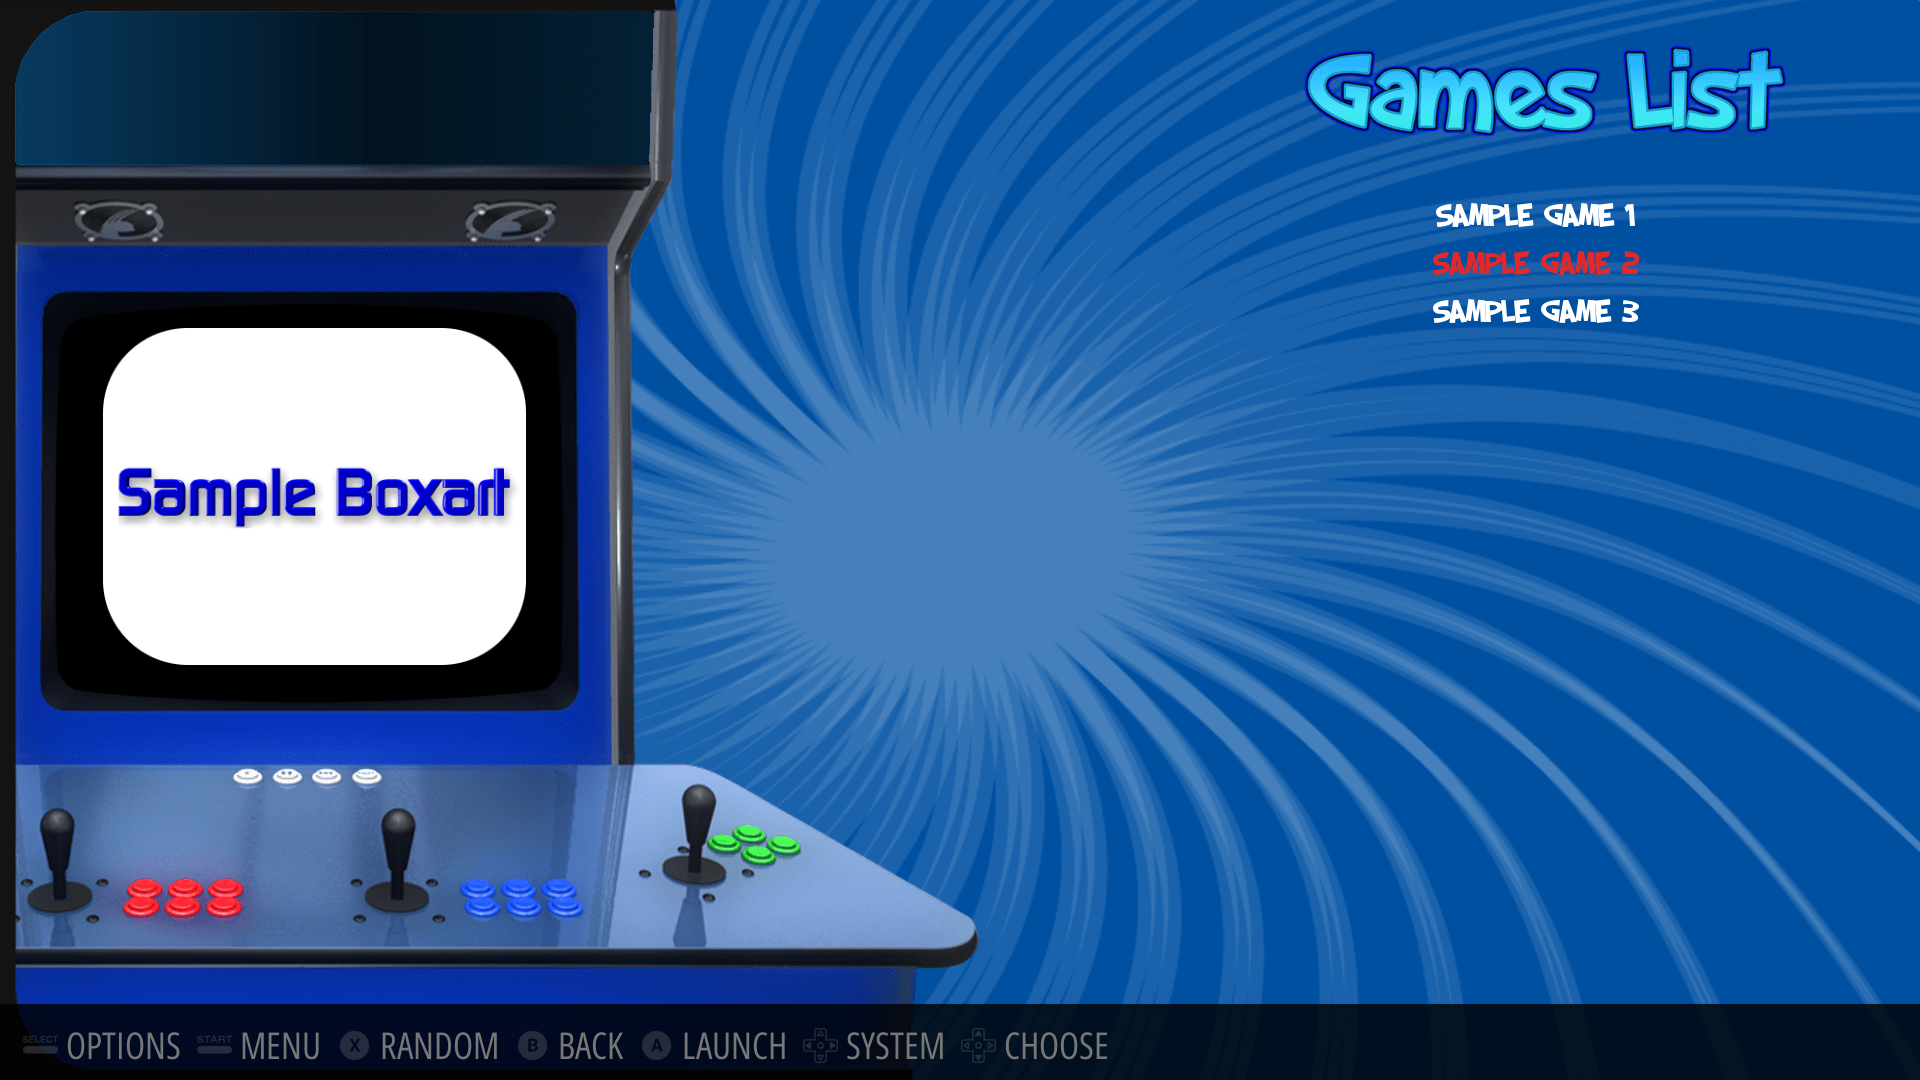 Games List
SAMPLE GAME 1
SAMPLE GAME 2
SAMPLE GAME 3
Sample Boxart
SELECT OPTIONS START MENU X RANDOM B BACK A LAUNCH SYSTEM CHOOSE